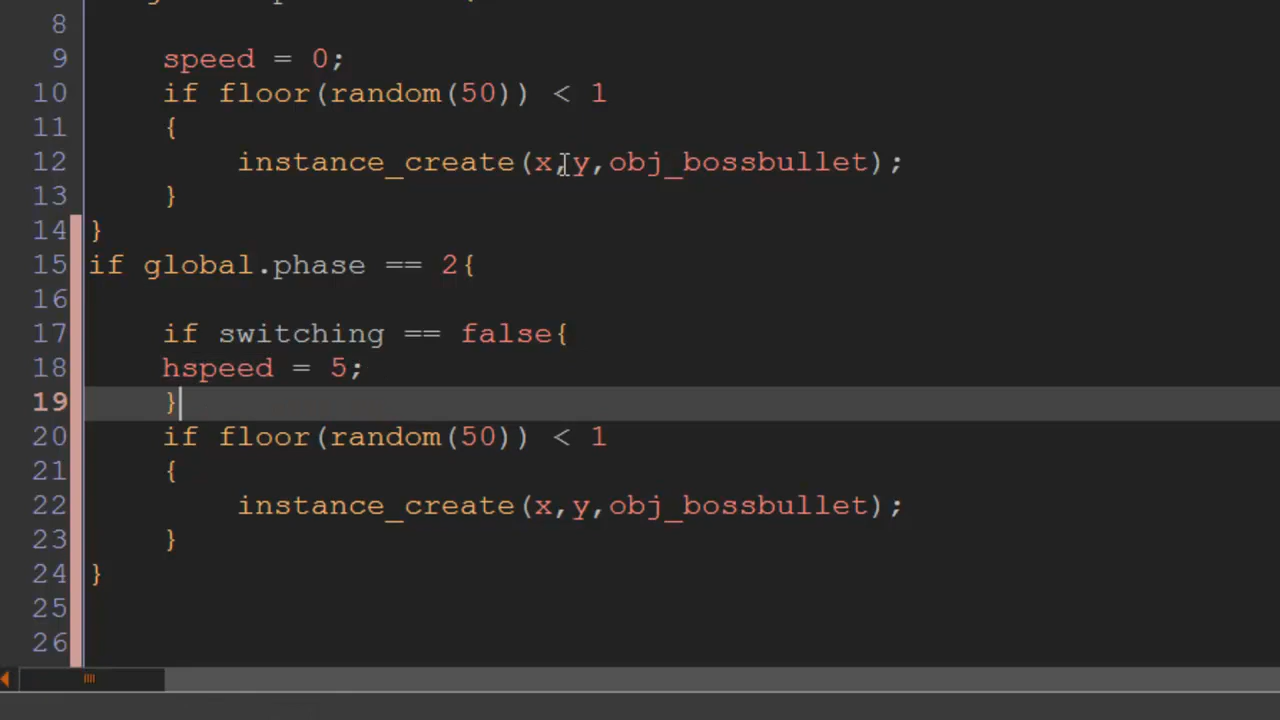 8
9 speed = 0;
10 if floor(random(50)) < 1
11 {
12 instance_create(x,y,obj_bossbullet);
13 }
14 }
15 if global.phase == 2{
16
17 if switching == false{
18 hspeed = 5;
19 }
20 if floor(random(50)) < 1
21 {
22 instance_create(x,y,obj_bossbullet);
23 }
24 }
25
26